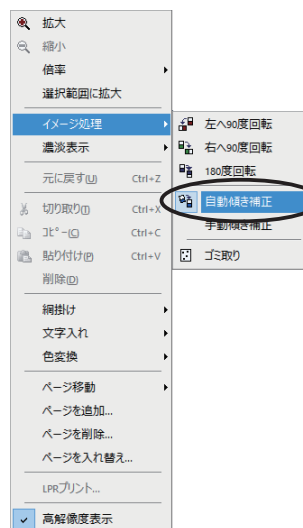 拡大
縮小
倍率
選択範囲に拡大
イメージ処理
濃淡表示
元に戻す(U) Ctrl+Z
切り取り(T) Ctrl+X
ｺﾋﾟｰ(C) Ctrl+C
貼り付け(P) Ctrl+V
削除(D)
網掛け
文字入れ
色変換
ページ移動
ページを追加...
ページを削除...
ページを入れ替え...
LPRプリント...
高解像度表示
左へ90度回転
右へ90度回転
180度回転
自動傾き補正
手動傾き補正
ゴミ取り